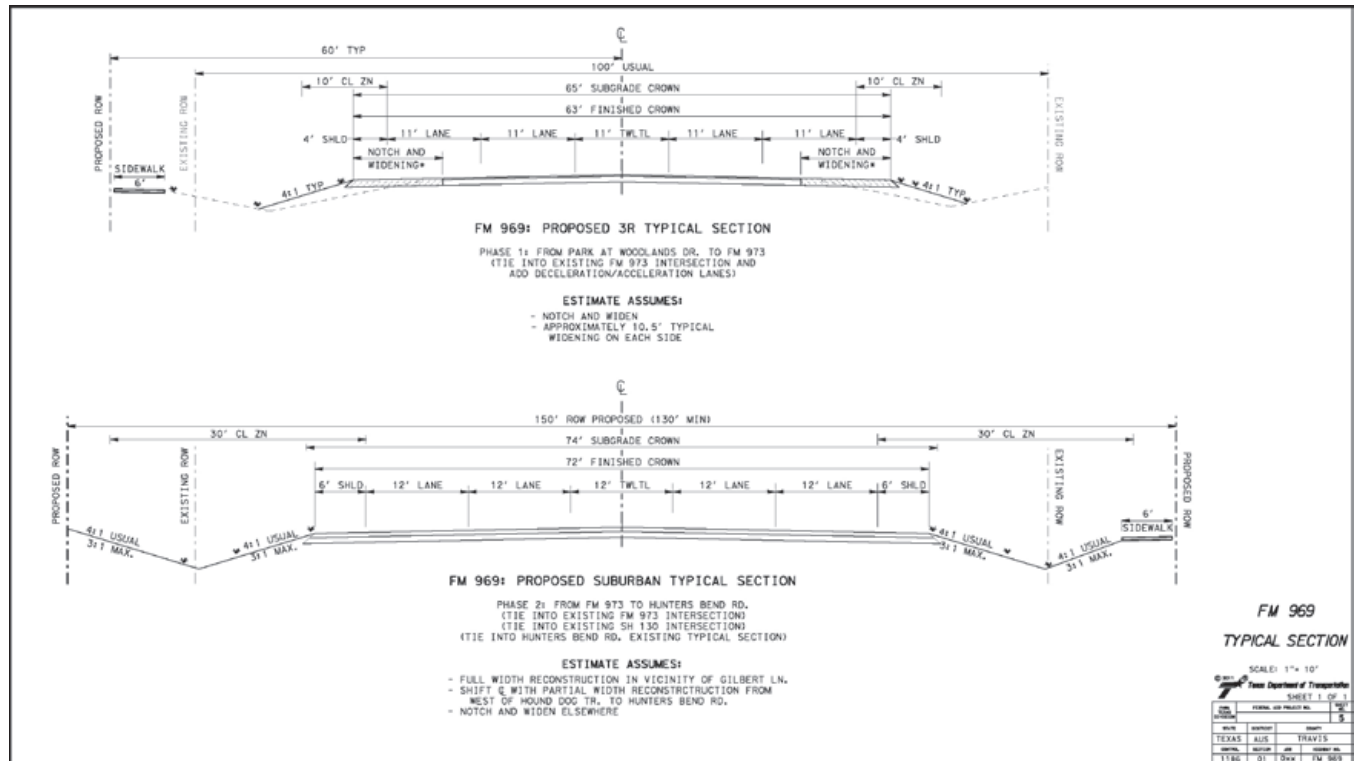 ℄
60' TYP
100' USUAL
10' CL ZN
10' CL ZN
65' SUBGRADE CROWN
63' FINISHED CROWN
PROPOSED ROW
EXISTING ROW
EXISTING ROW
4' SHLD
11' LANE
11' LANE
11' TWLTL
11' LANE
11' LANE
4' SHLD
NOTCH AND
WIDENING*
NOTCH AND
WIDENING*
SIDEWALK
6'
4:1 TYP
4:1 TYP
FM 969: PROPOSED 3R TYPICAL SECTION
PHASE 1: FROM PARK AT WOODLANDS DR. TO FM 973
(TIE INTO EXISTING FM 973 INTERSECTION AND
ADD DECELERATION/ACCELERATION LANES)
ESTIMATE ASSUMES:
- NOTCH AND WIDEN
- APPROXIMATELY 10.5' TYPICAL
WIDENING ON EACH SIDE
℄
150' ROW PROPOSED (130' MIN)
30' CL ZN
30' CL ZN
74' SUBGRADE CROWN
72' FINISHED CROWN
PROPOSED ROW
EXISTING ROW
EXISTING ROW
PROPOSED ROW
6' SHLD
12' LANE
12' LANE
12' TWLTL
12' LANE
12' LANE
6' SHLD
6'
SIDEWALK
4:1 USUAL
3:1 MAX.
4:1 USUAL
3:1 MAX.
4:1 USUAL
3:1 MAX.
4:1 USUAL
3:1 MAX.
FM 969: PROPOSED SUBURBAN TYPICAL SECTION
PHASE 2: FROM FM 973 TO HUNTERS BEND RD.
(TIE INTO EXISTING FM 973 INTERSECTION)
(TIE INTO EXISTING SH 130 INTERSECTION)
(TIE INTO HUNTERS BEND RD. EXISTING TYPICAL SECTION)
ESTIMATE ASSUMES:
- FULL WIDTH RECONSTRUCTION IN VICINITY OF GILBERT LN.
- SHIFT ℄ WITH PARTIAL WIDTH RECONSTRCTRUCTION FROM
WEST OF HOUND DOG TR. TO HUNTERS BEND RD.
- NOTCH AND WIDEN ELSEWHERE
FM 969
TYPICAL SECTION
SCALE: 1"= 10'
Texas Department of Transportation
SHEET 1 OF 1
FEDERAL AID PROJECT NO.
SHEET NO.
5
STATE DISTRICT COUNTY
TEXAS AUS TRAVIS
SECTION JOB HIGHWAY NO.
1186 01 FM 969